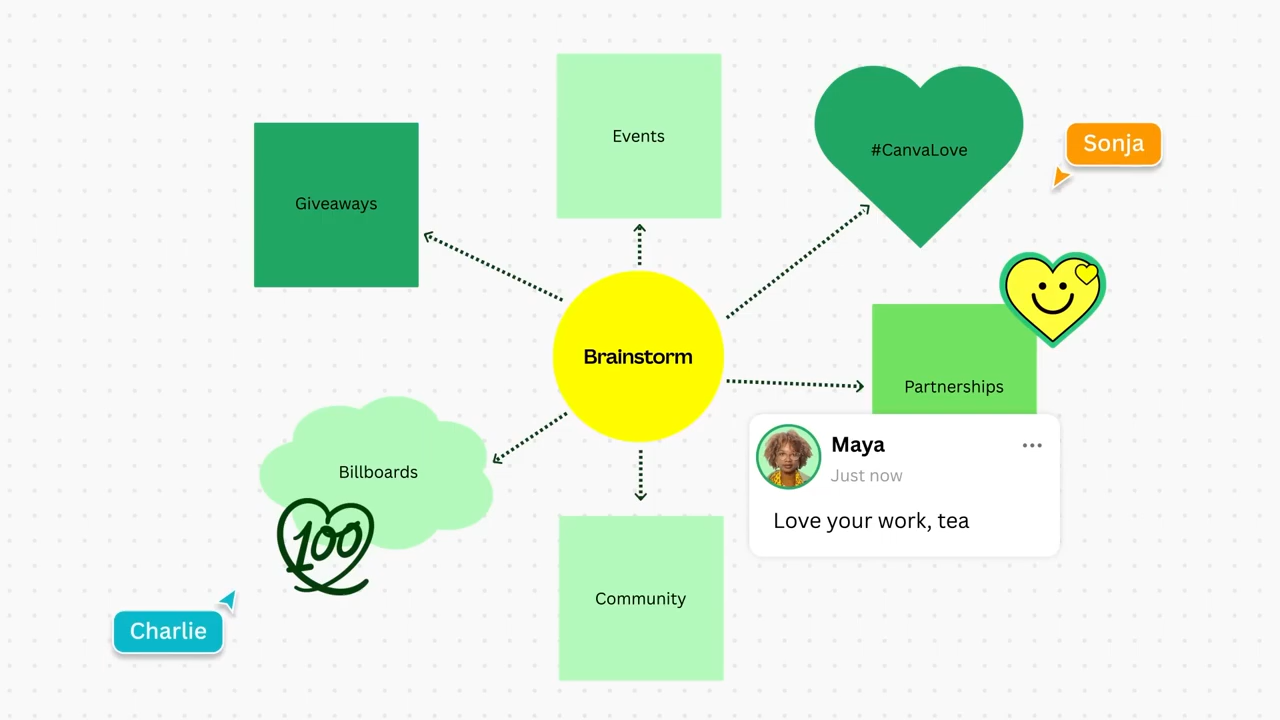 Events
#CanvaLove
Sonja
Giveaways
Brainstorm
Partnerships
Maya
Just now
Love your work, tea
Billboards
100
Community
Charlie